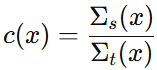 c(x) = Σ_s(x) / Σ_t(x)